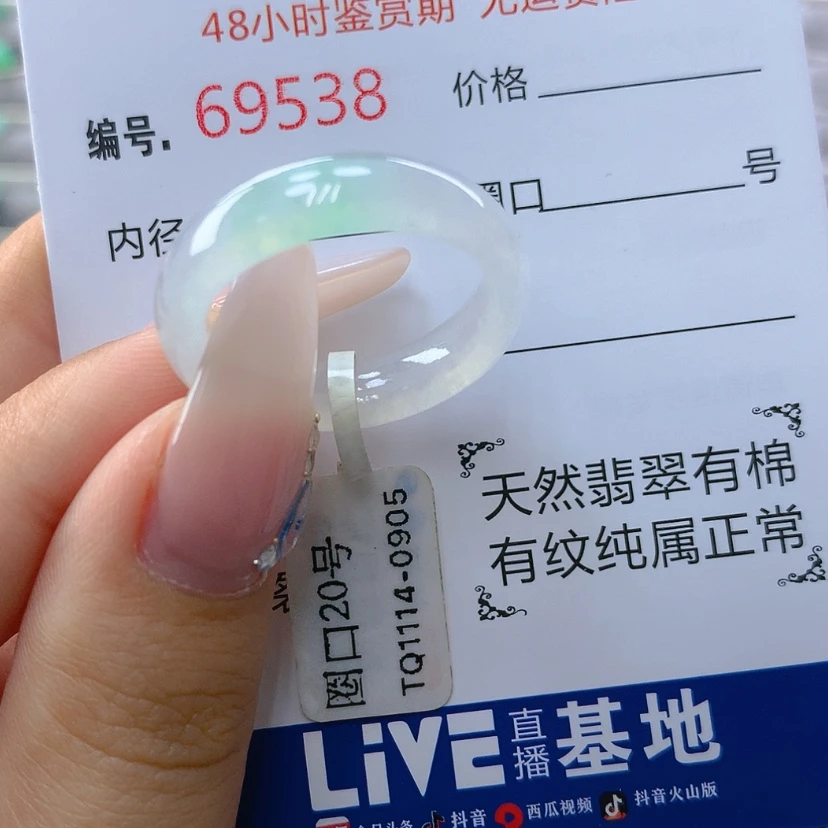 48小时鉴赏期
编号. 69538 价格
内径 圈口 号
天然翡翠有棉
有纹纯属正常
圈口20号
TQ1114-0905
LiVE 直播 基地
抖音 西瓜视频 抖音火山版